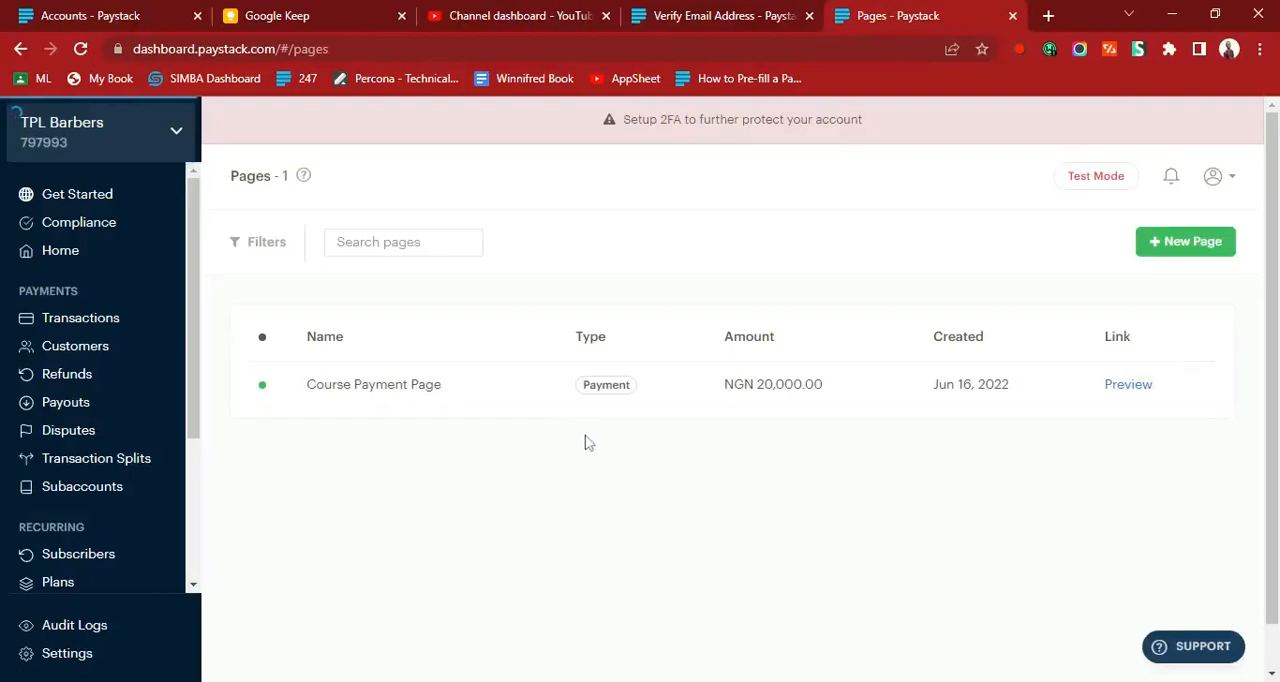 Accounts - Paystack
Google Keep
Channel dashboard - YouTu
Verify Email Address - Paysta
Pages - Paystack
dashboard.paystack.com/#/pages
ML
My Book
SIMBA Dashboard
247
Percona - Technical...
Winnifred Book
AppSheet
How to Pre-fill a Pa...
TPL Barbers
797993
Setup 2FA to further protect your account
Get Started
Compliance
Home
PAYMENTS
Transactions
Customers
Refunds
Payouts
Disputes
Transaction Splits
Subaccounts
RECURRING
Subscribers
Plans
Audit Logs
Settings
Pages - 1
Test Mode
Filters
Search pages
+ New Page
Name Type Amount Created Link
Course Payment Page Payment NGN 20,000.00 Jun 16, 2022 Preview
SUPPORT